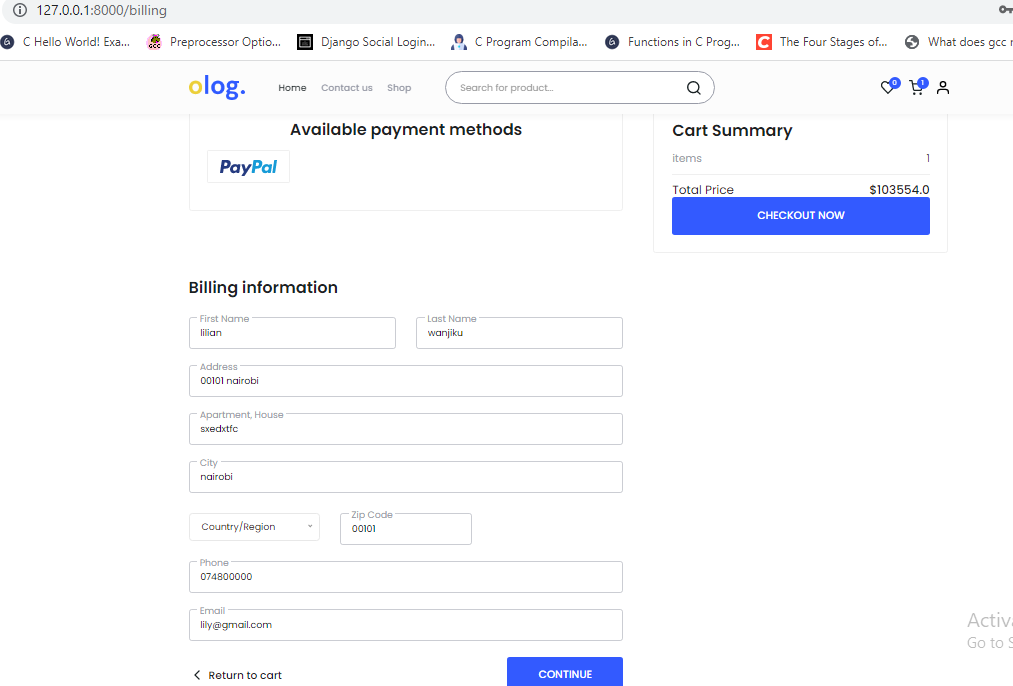 127.0.0.1:8000/billing
C Hello World! Exa... Preprocessor Optio... Django Social Login... C Program Compila... Functions in C Prog... The Four Stages of... What does gcc
olog. Home Contact us Shop Search for product... 0 1
Available payment methods
PayPal
Cart Summary
items 1
Total Price $103554.0
CHECKOUT NOW
Billing information
First Name Last Name
lilian wanjiku
Address
00101 nairobi
Apartment, House
sxedxtfc
City
nairobi
Country/Region Zip Code
00101
Phone
074800000
Email
lily@gmail.com
Return to cart CONTINUE
Activ
Go to S